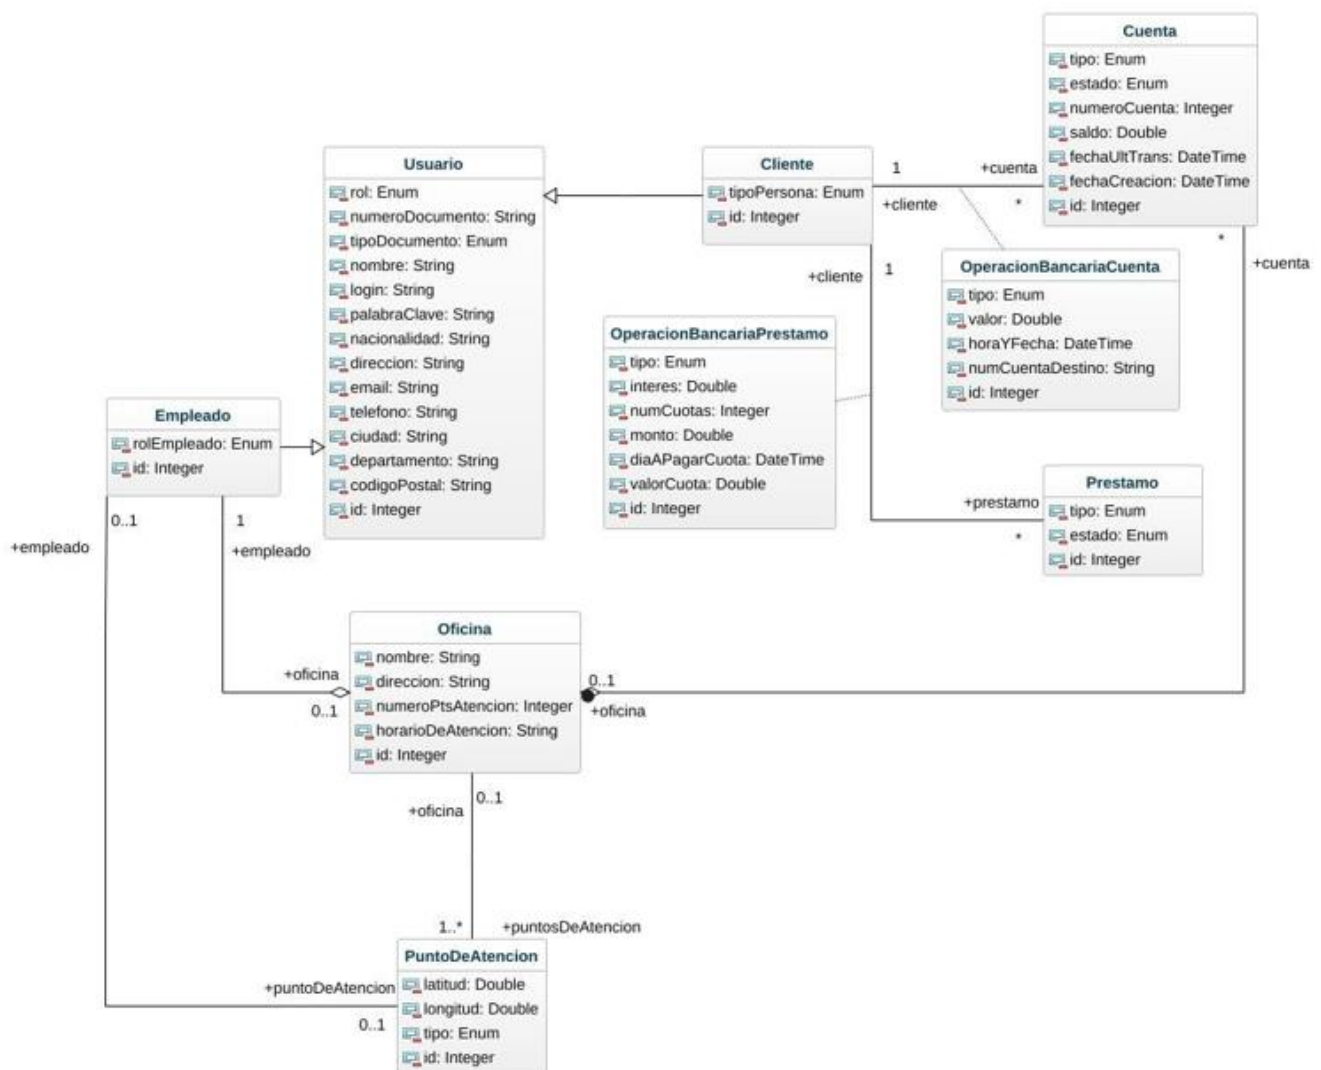 Cuenta
tipo: Enum
estado: Enum
numeroCuenta: Integer
saldo: Double
fechaUltTrans: DateTime
fechaCreacion: DateTime
id: Integer
Usuario
rol: Enum
numeroDocumento: String
tipoDocumento: Enum
nombre: String
login: String
palabraClave: String
nacionalidad: String
direccion: String
email: String
telefono: String
ciudad: String
departamento: String
codigoPostal: String
id: Integer
Cliente
tipoPersona: Enum
id: Integer
1
+cuenta
+cliente
*
*
+cuenta
+cliente
1
OperacionBancariaCuenta
tipo: Enum
valor: Double
horaYFecha: DateTime
numCuentaDestino: String
id: Integer
OperacionBancariaPrestamo
tipo: Enum
interes: Double
numCuotas: Integer
monto: Double
diaAPagarCuota: DateTime
valorCuota: Double
id: Integer
Empleado
rolEmpleado: Enum
id: Integer
+prestamo
*
Prestamo
tipo: Enum
estado: Enum
id: Integer
0..1
1
+empleado
+empleado
Oficina
nombre: String
direccion: String
numeroPtsAtencion: Integer
horarioDeAtencion: String
id: Integer
+oficina
0..1
0..1
+oficina
0..1
+oficina
1..*
+puntosDeAtencion
PuntoDeAtencion
latitud: Double
longitud: Double
tipo: Enum
id: Integer
+puntoDeAtencion
0..1